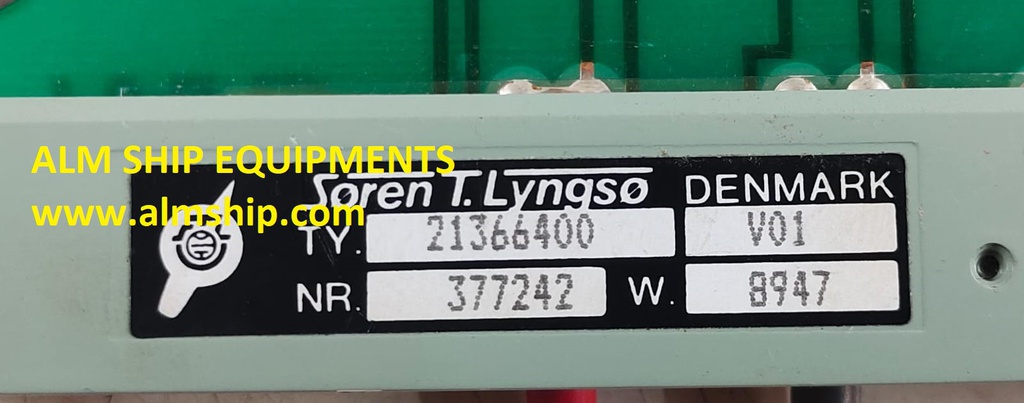 ALM SHIP EQUIPMENTS
www.almship.com
Søren T. Lyngsø DENMARK
TY. 21366400 V01
NR. 377242 W. 8947